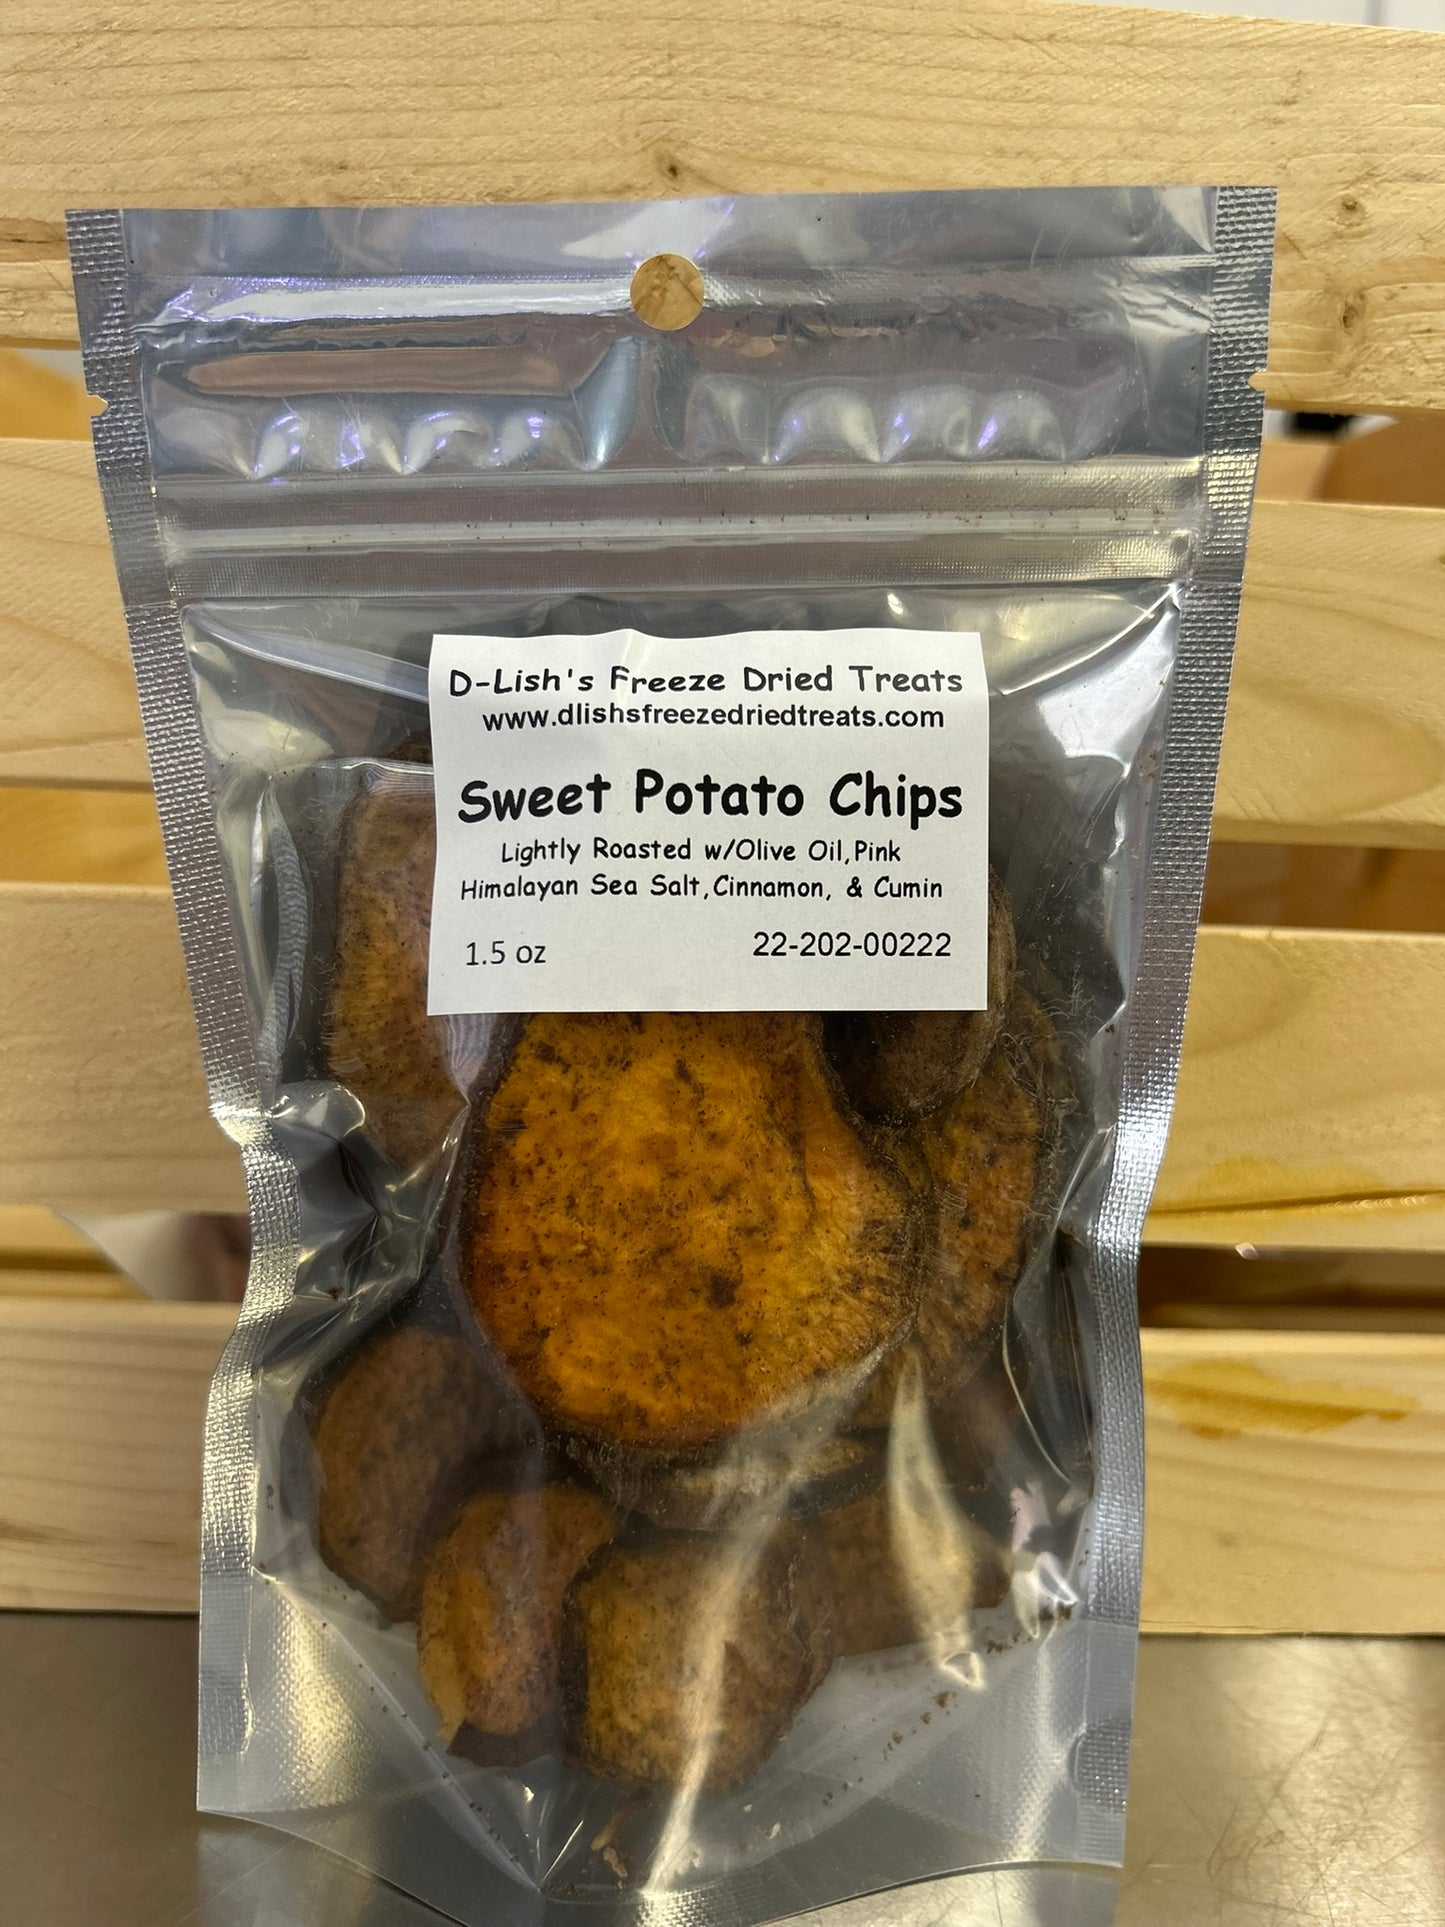 D-Lish's Freeze Dried Treats
www.dlishsfreezedriedtreats.com
Sweet Potato Chips
Lightly Roasted w/Olive Oil,Pink
Himalayan Sea Salt,Cinnamon, & Cumin
1.5 oz 22-202-00222